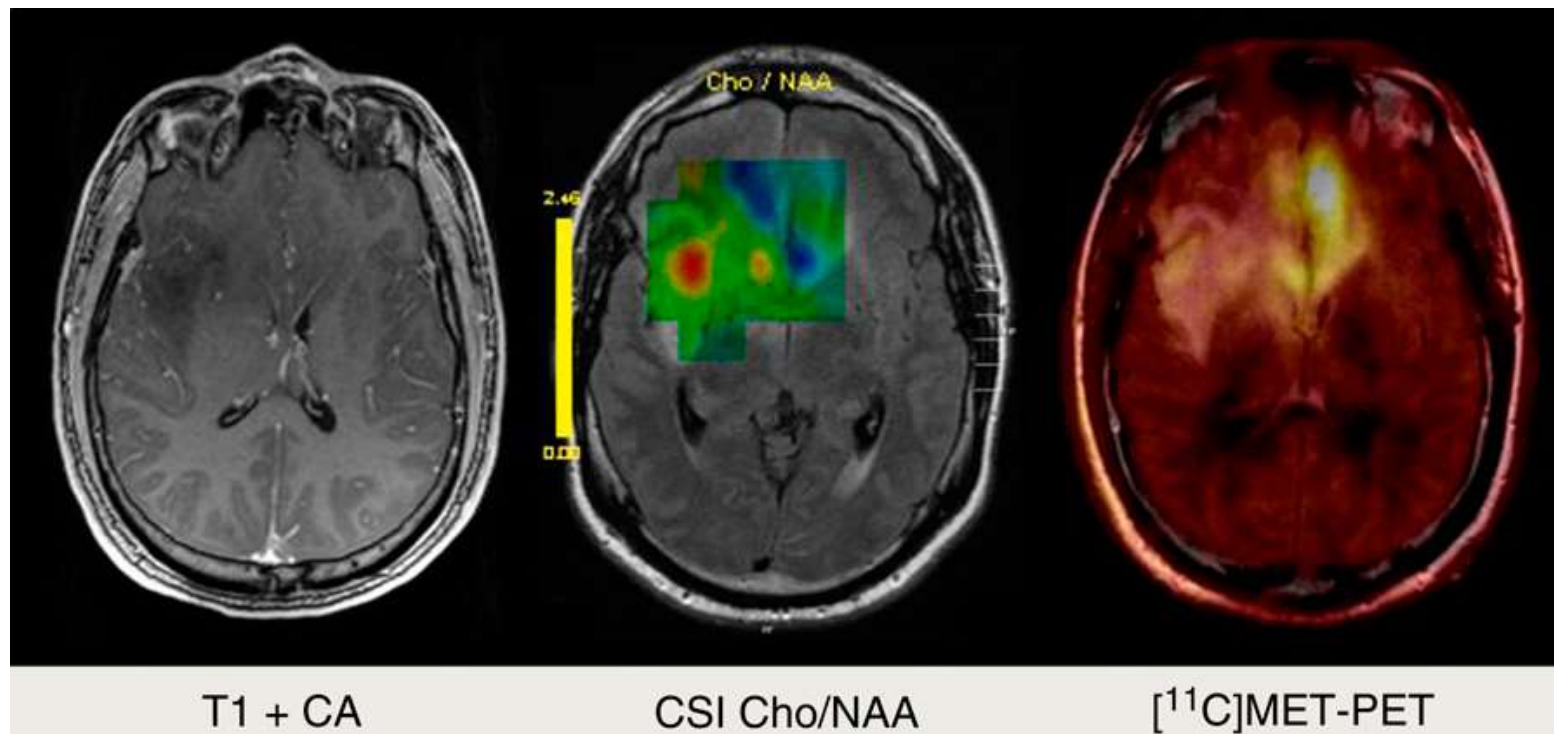 Cho / NAA
2.46
0.00
T1 + CA
CSI Cho/NAA
[¹¹C]MET-PET